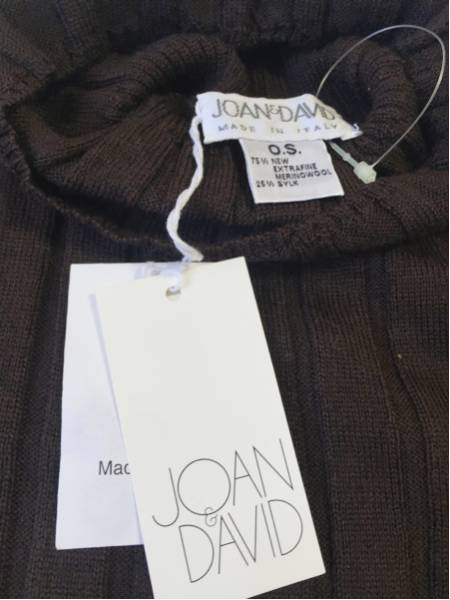 JOAN&DAVID
MADE IN ITALY
O.S.
75% NEW
EXTRAFINE
MERINOWOOL
25% SYLK
Mad
JOAN
&
DAVID